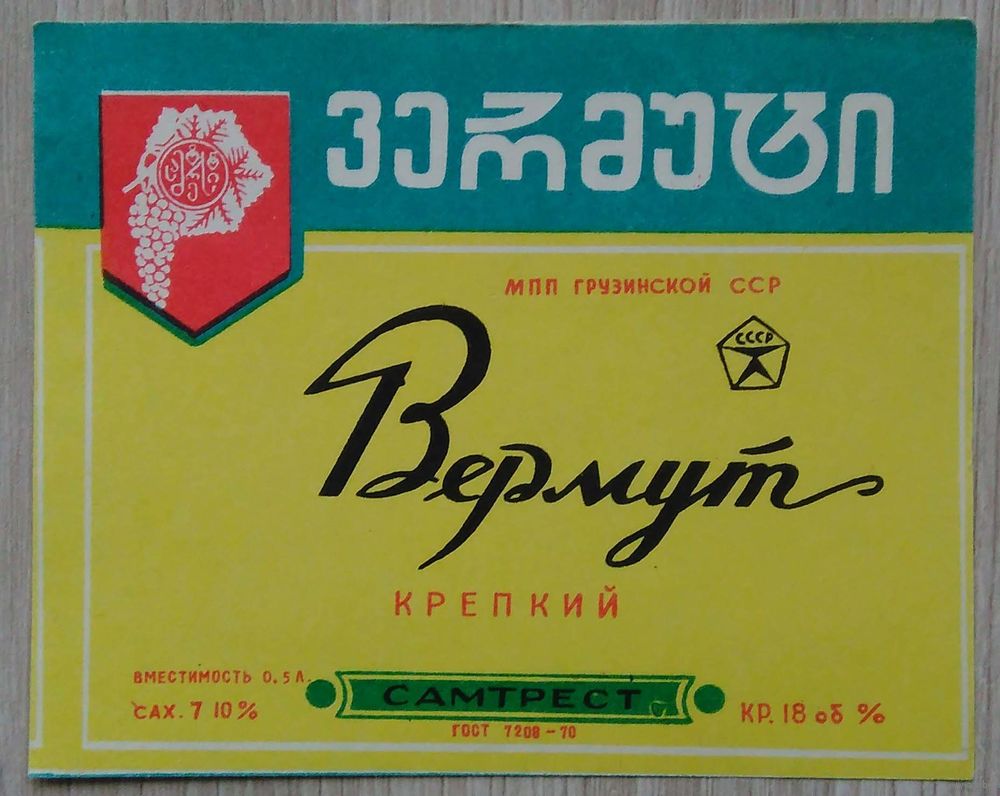 ვერმუტი
МПП ГРУЗИНСКОЙ ССР
СССР
Вермут
КРЕПКИЙ
ВМЕСТИМОСТЬ 0.5 Л.
САХ. 7 10 %
САМТРЕСТ
КР. 18 об %
ГОСТ 7208-70